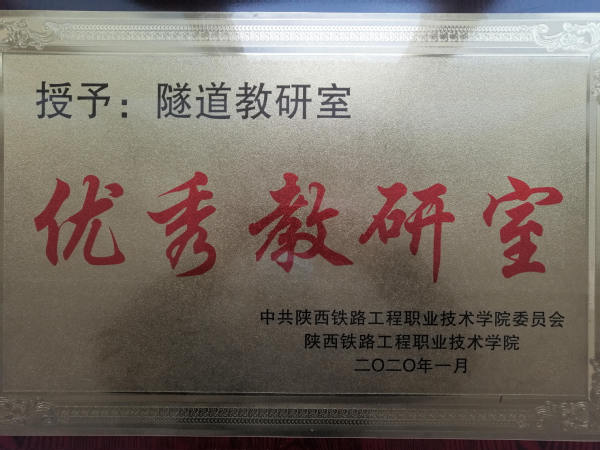 授予：隧道教研室
优秀教研室
中共陕西铁路工程职业技术学院委员会
陕西铁路工程职业技术学院
二〇二〇年一月